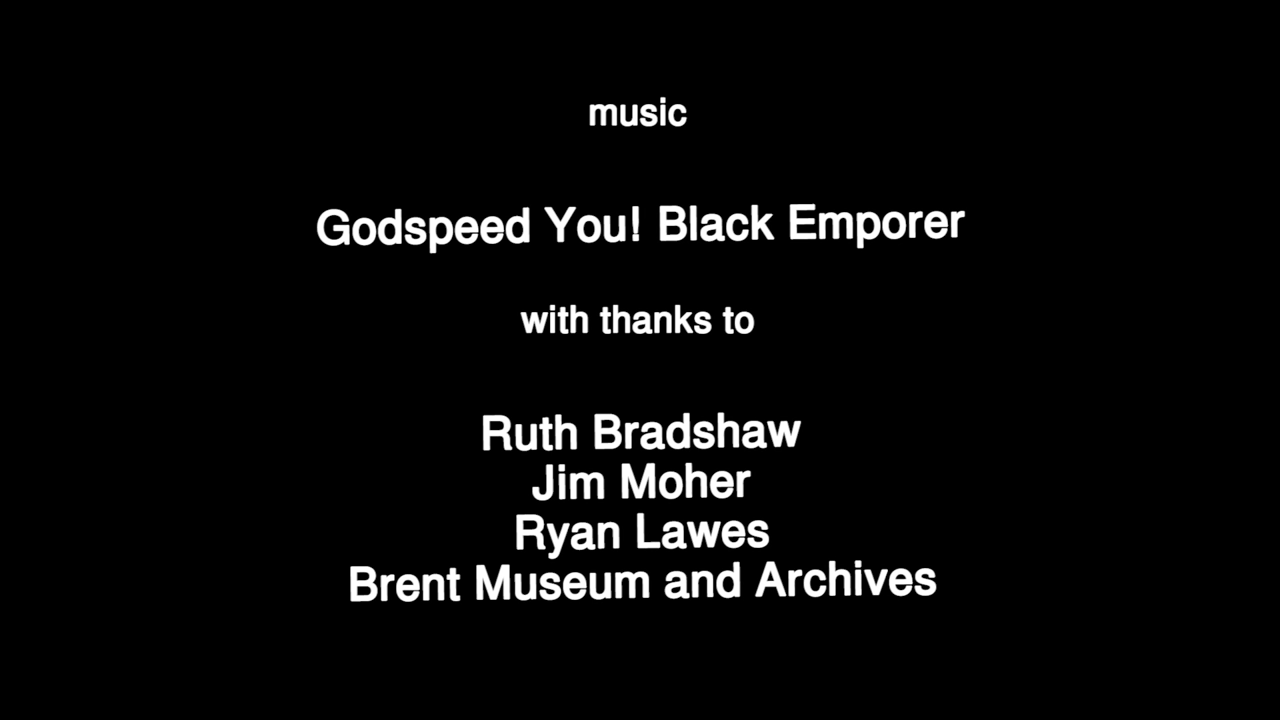 music
Godspeed You! Black Emporer
with thanks to
Ruth Bradshaw
Jim Moher
Ryan Lawes
Brent Museum and Archives